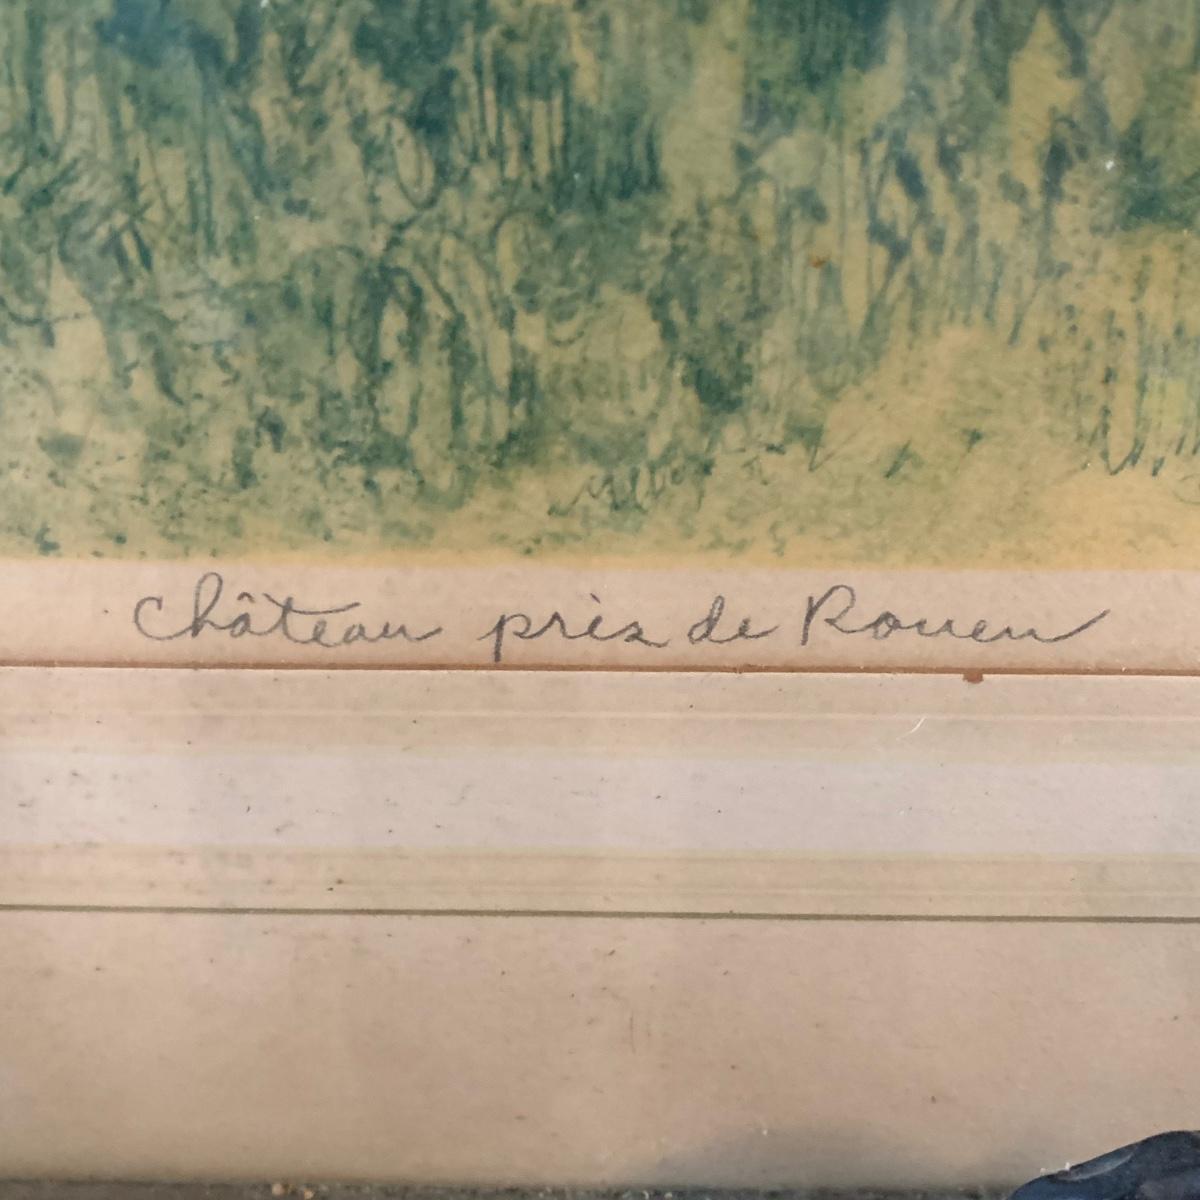 Château près de Rouen